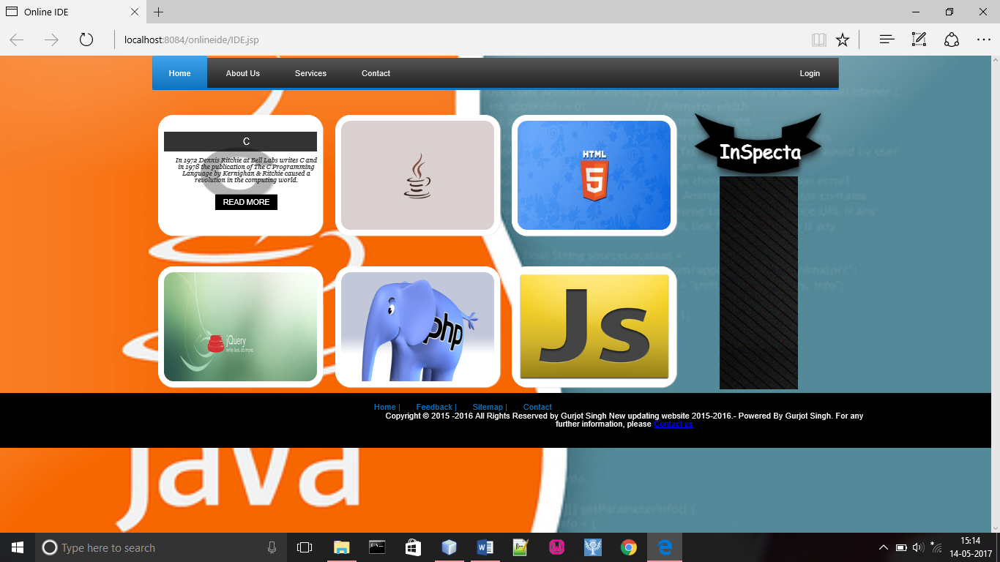 Online IDE
localhost:8084/onlineide/IDE.jsp
Home About Us Services Contact Login
C
In 1972 Dennis Ritchie at Bell Labs writes C and
in 1978 the publication of The C Programming
Language by Kernighan & Ritchie caused a
revolution in the computing world.
READ MORE
HTML
5
InSpecta
jQuery
write less. do more.
php
Js
Home | Feedback | Sitemap | Contact
Copyright © 2015 -2016 All Rights Reserved by Gurjot Singh New updating website 2015-2016.- Powered By Gurjot Singh. For any
further information, please Contact us
Java
getParameterInfo() {
Type here to search
15:14
14-05-2017